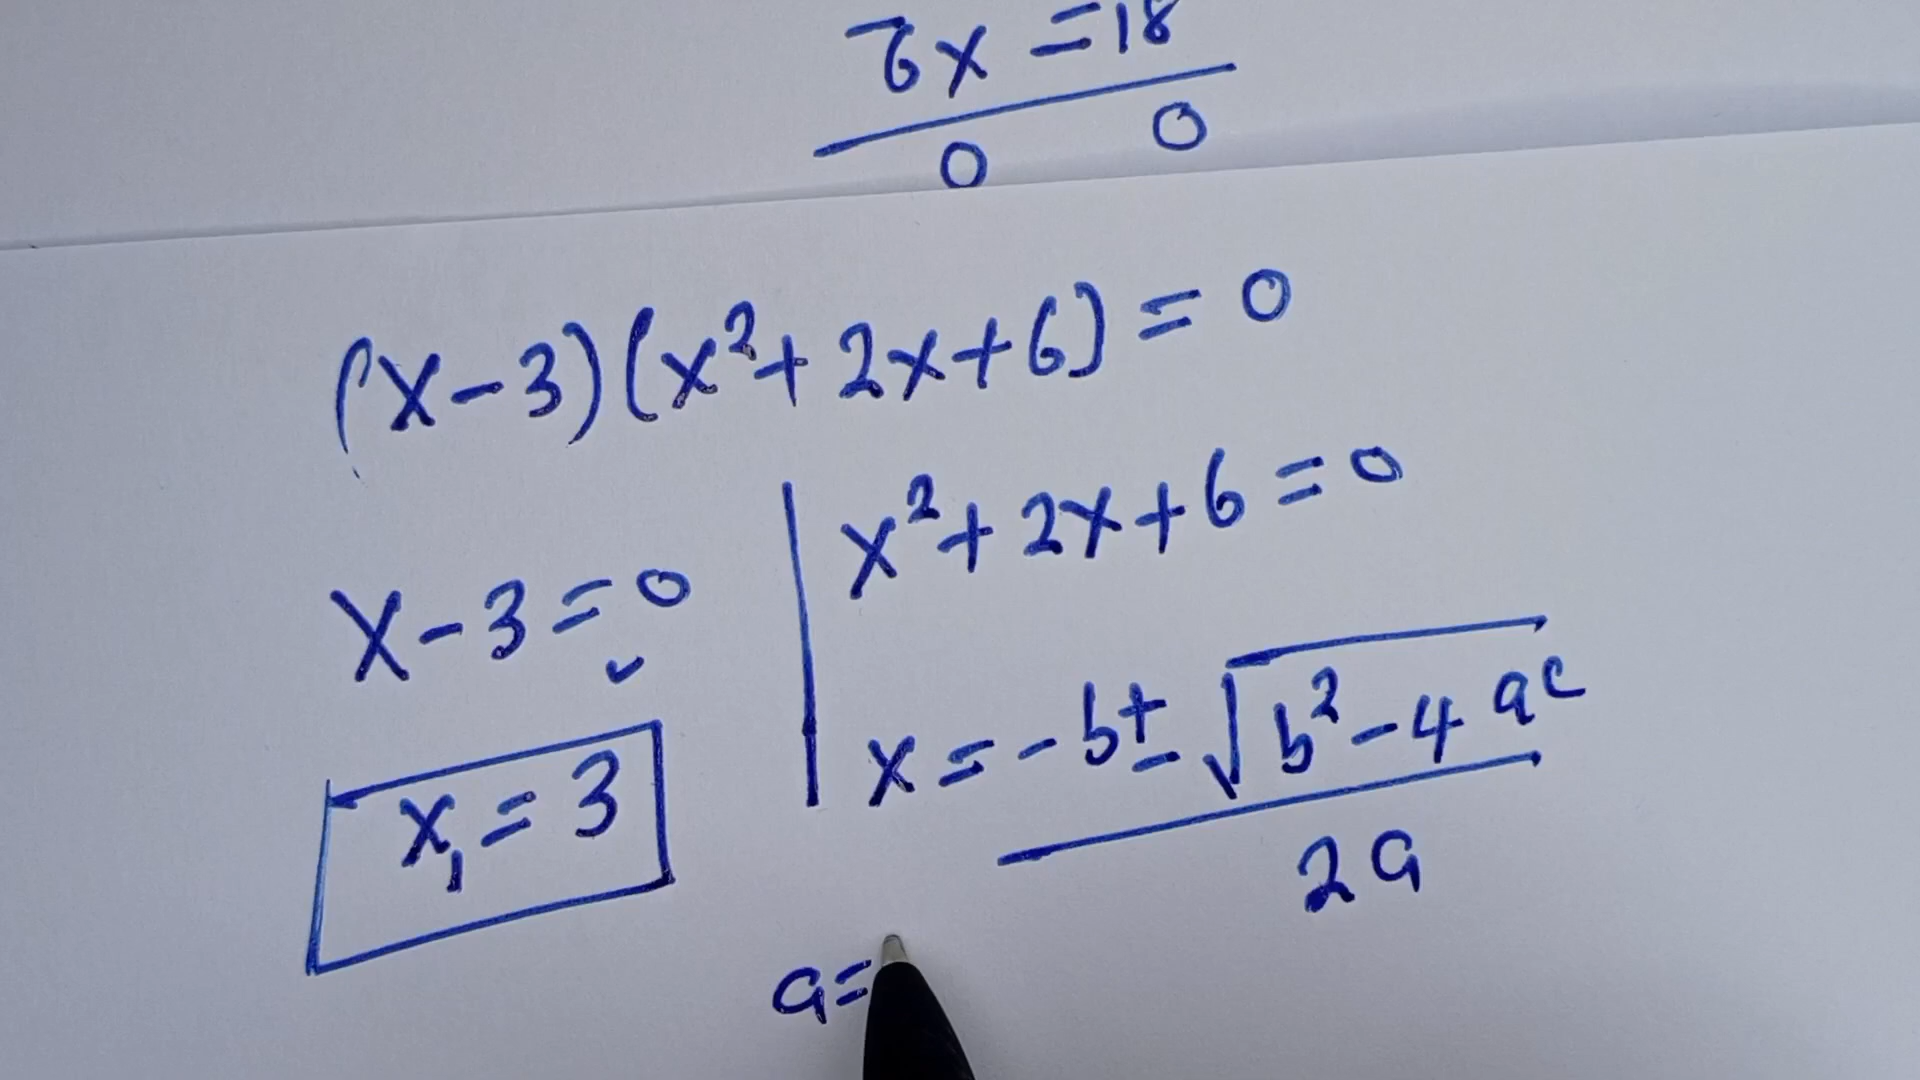 6x = 18
0 0
(x-3)(x²+2x+6) = 0
x²+2x+6=0
x-3=0
x = -b ± √b²-4ac
2a
x₁ = 3
a=